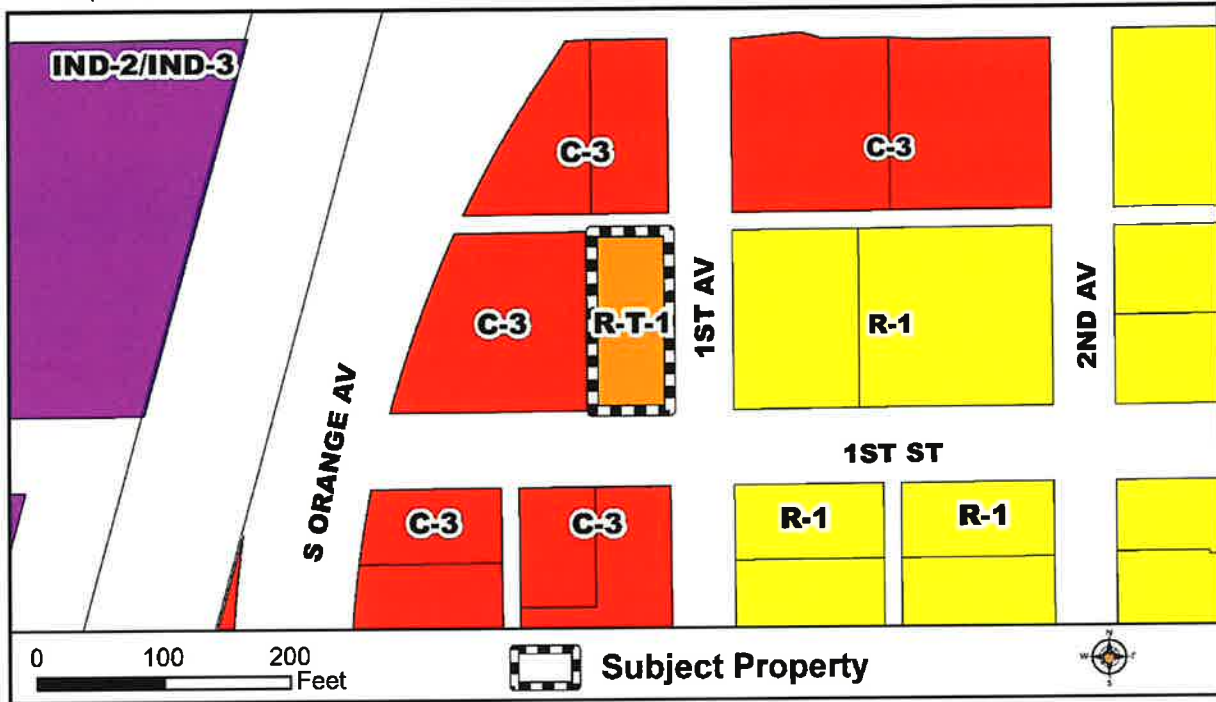 IND-2/IND-3
C-3
C-3
C-3
R-T-1
1ST AV
R-1
2ND AV
S ORANGE AV
1ST ST
C-3
C-3
R-1
R-1
0 100 200
Feet
Subject Property
N
W
E
S